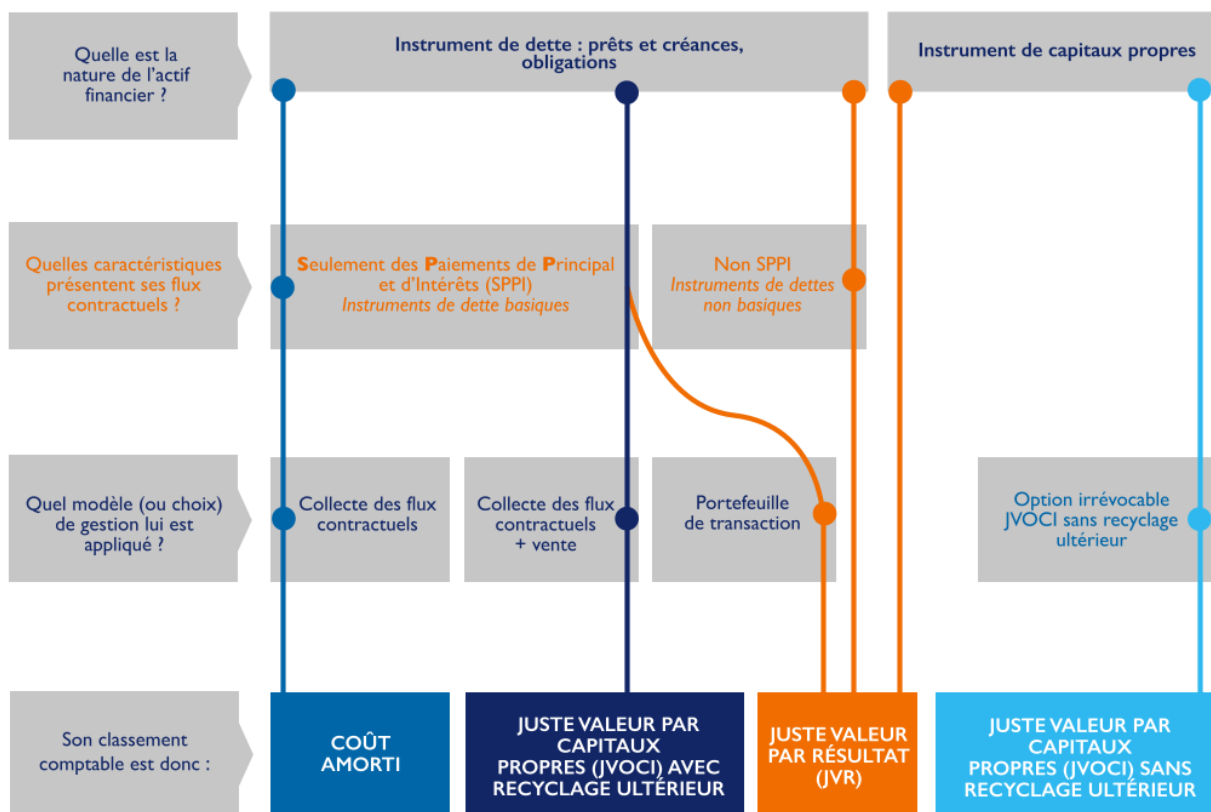 Quelle est la
nature de l'actif
financier ?
Instrument de dette : prêts et créances,
obligations
Instrument de capitaux propres
Quelles caractéristiques
présentent ses flux
contractuels ?
Seulement des Paiements de Principal
et d'Intérêts (SPPI)
Instruments de dette basiques
Non SPPI
Instruments de dettes
non basiques
Quel modèle (ou choix)
de gestion lui est
appliqué ?
Collecte des flux
contractuels
Collecte des flux
contractuels
+ vente
Portefeuille
de transaction
Option irrévocable
JVOCI sans recyclage
ultérieur
Son classement
comptable est donc :
COÛT
AMORTI
JUSTE VALEUR PAR
CAPITAUX
PROPRES (JVOCI) AVEC
RECYCLAGE ULTÉRIEUR
JUSTE VALEUR
PAR RÉSULTAT
(JVR)
JUSTE VALEUR PAR
CAPITAUX
PROPRES (JVOCI) SANS
RECYCLAGE ULTÉRIEUR